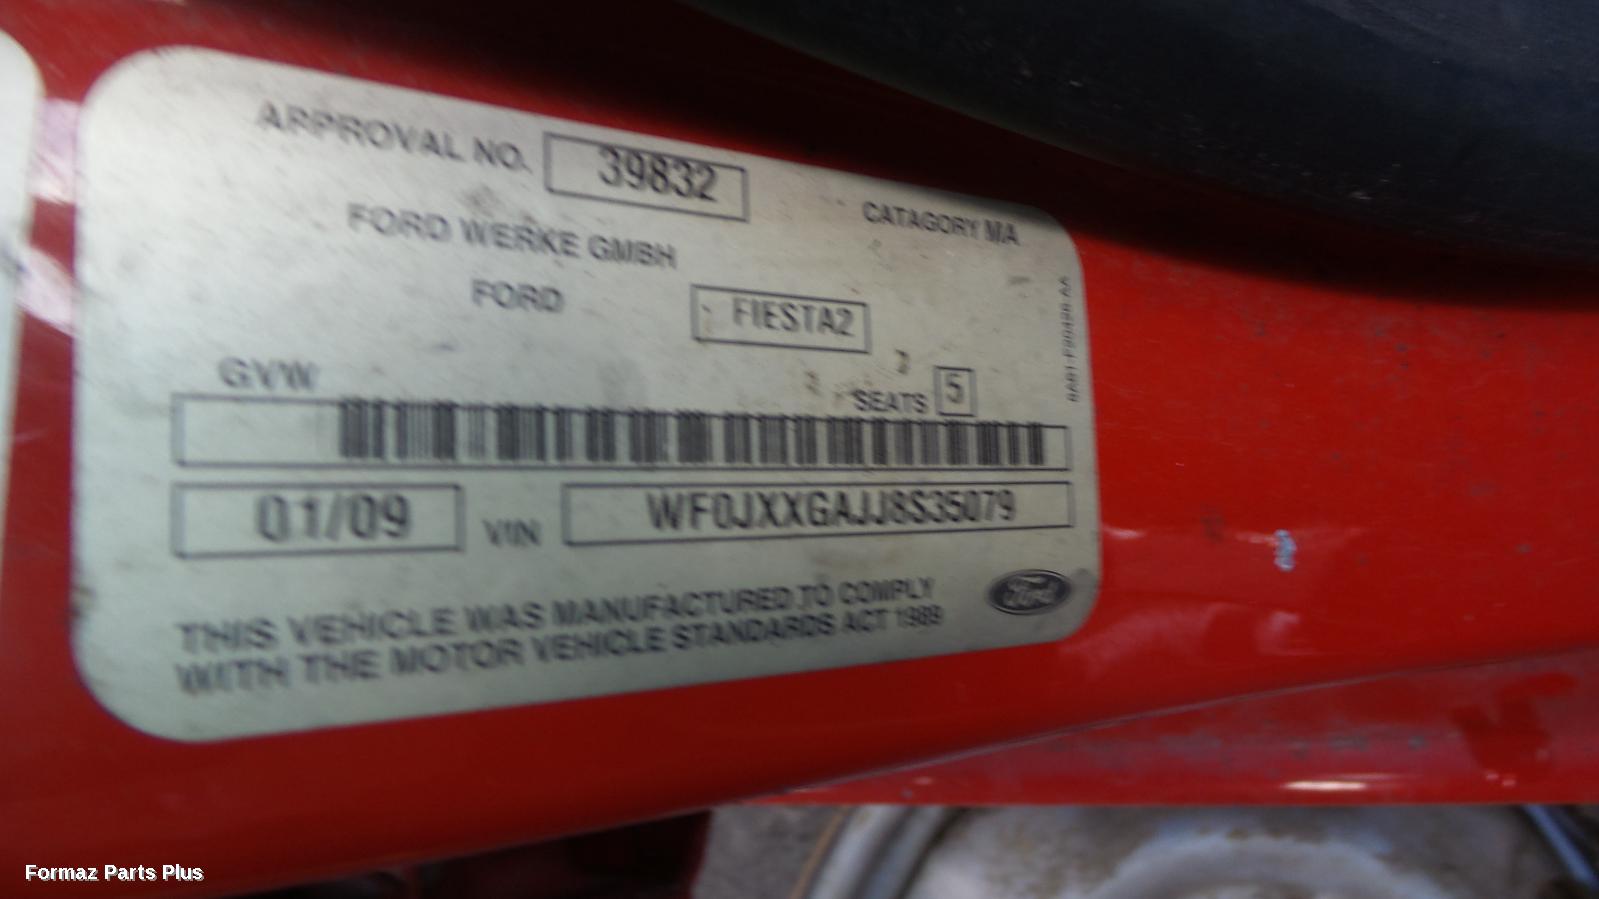 APPROVAL NO. 39832
CATAGORY MA
FORD WERKE GMBH
FORD FIESTA2
GVW
SEATS 5
01/09 VIN WF0JXXGAJJ8S35079
THIS VEHICLE WAS MANUFACTURED TO COMPLY
WITH THE MOTOR VEHICLE STANDARDS ACT 1989
Ford
Formaz Parts Plus